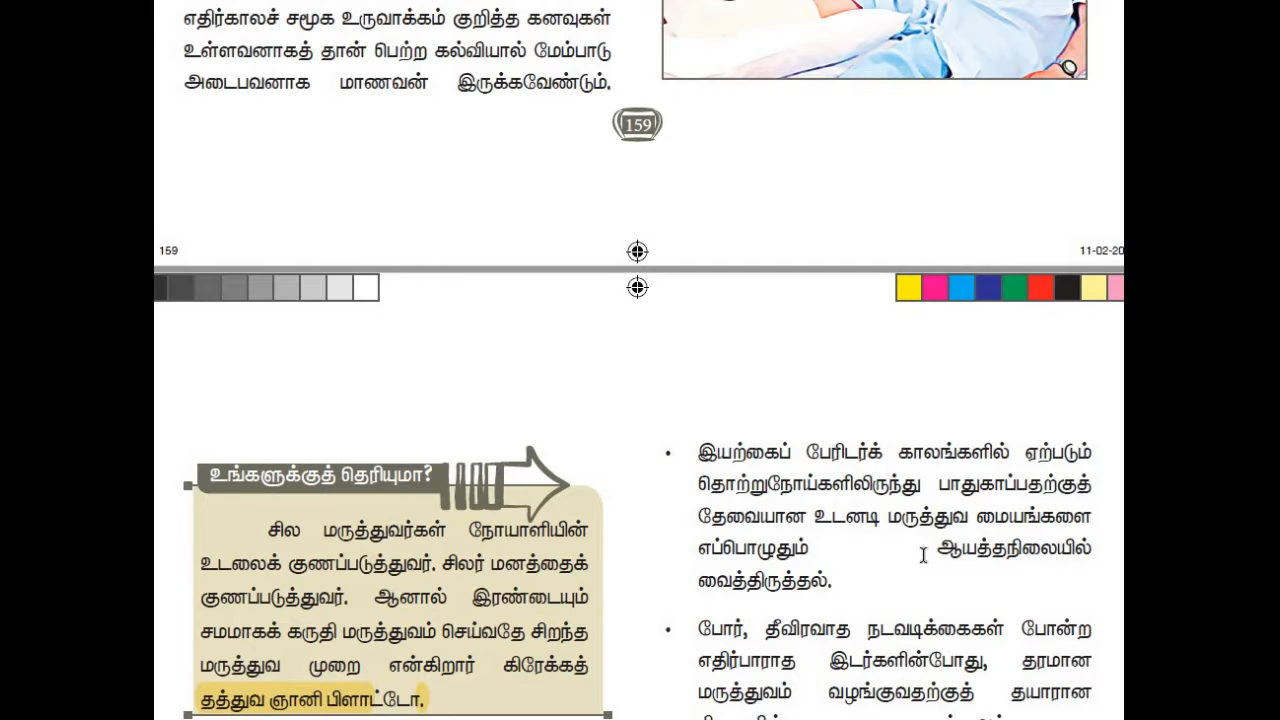 எதிர்காலச் சமூக உருவாக்கம் குறித்த கனவுகள்
உள்ளவனாகத் தான் பெற்ற கல்வியால் மேம்பாடு
அடைபவனாக மாணவன் இருக்கவேண்டும்.
159
159
11-02-20
உங்களுக்குத் தெரியுமா?
சில மருத்துவர்கள் நோயாளியின்
உடலைக் குணப்படுத்துவர். சிலர் மனத்தைக்
குணப்படுத்துவர். ஆனால் இரண்டையும்
சமமாகக் கருதி மருத்துவம் செய்வதே சிறந்த
மருத்துவ முறை என்கிறார் கிரேக்கத்
தத்துவ ஞானி பிளாட்டோ.
• இயற்கைப் பேரிடர்க் காலங்களில் ஏற்படும்
தொற்றுநோய்களிலிருந்து பாதுகாப்பதற்குத்
தேவையான உடனடி மருத்துவ மையங்களை
எப்பொழுதும் ஆயத்தநிலையில்
வைத்திருத்தல்.
• போர், தீவிரவாத நடவடிக்கைகள் போன்ற
எதிர்பாராத இடர்களின்போது, தரமான
மருத்துவம் வழங்குவதற்குத் தயாரான